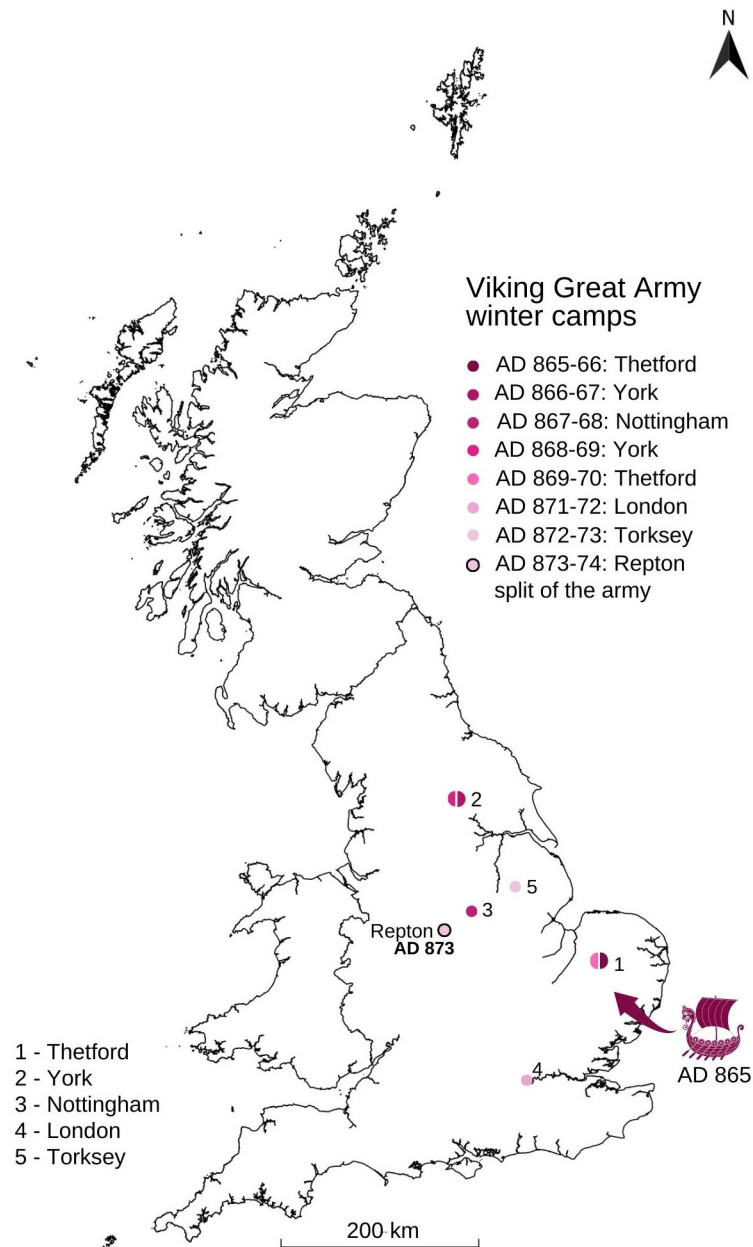 N
Viking Great Army
winter camps
AD 865-66: Thetford
AD 866-67: York
AD 867-68: Nottingham
AD 868-69: York
AD 869-70: Thetford
AD 871-72: London
AD 872-73: Torksey
AD 873-74: Repton
split of the army
2
5
3
Repton
AD 873
1
4
AD 865
1 - Thetford
2 - York
3 - Nottingham
4 - London
5 - Torksey
200 km